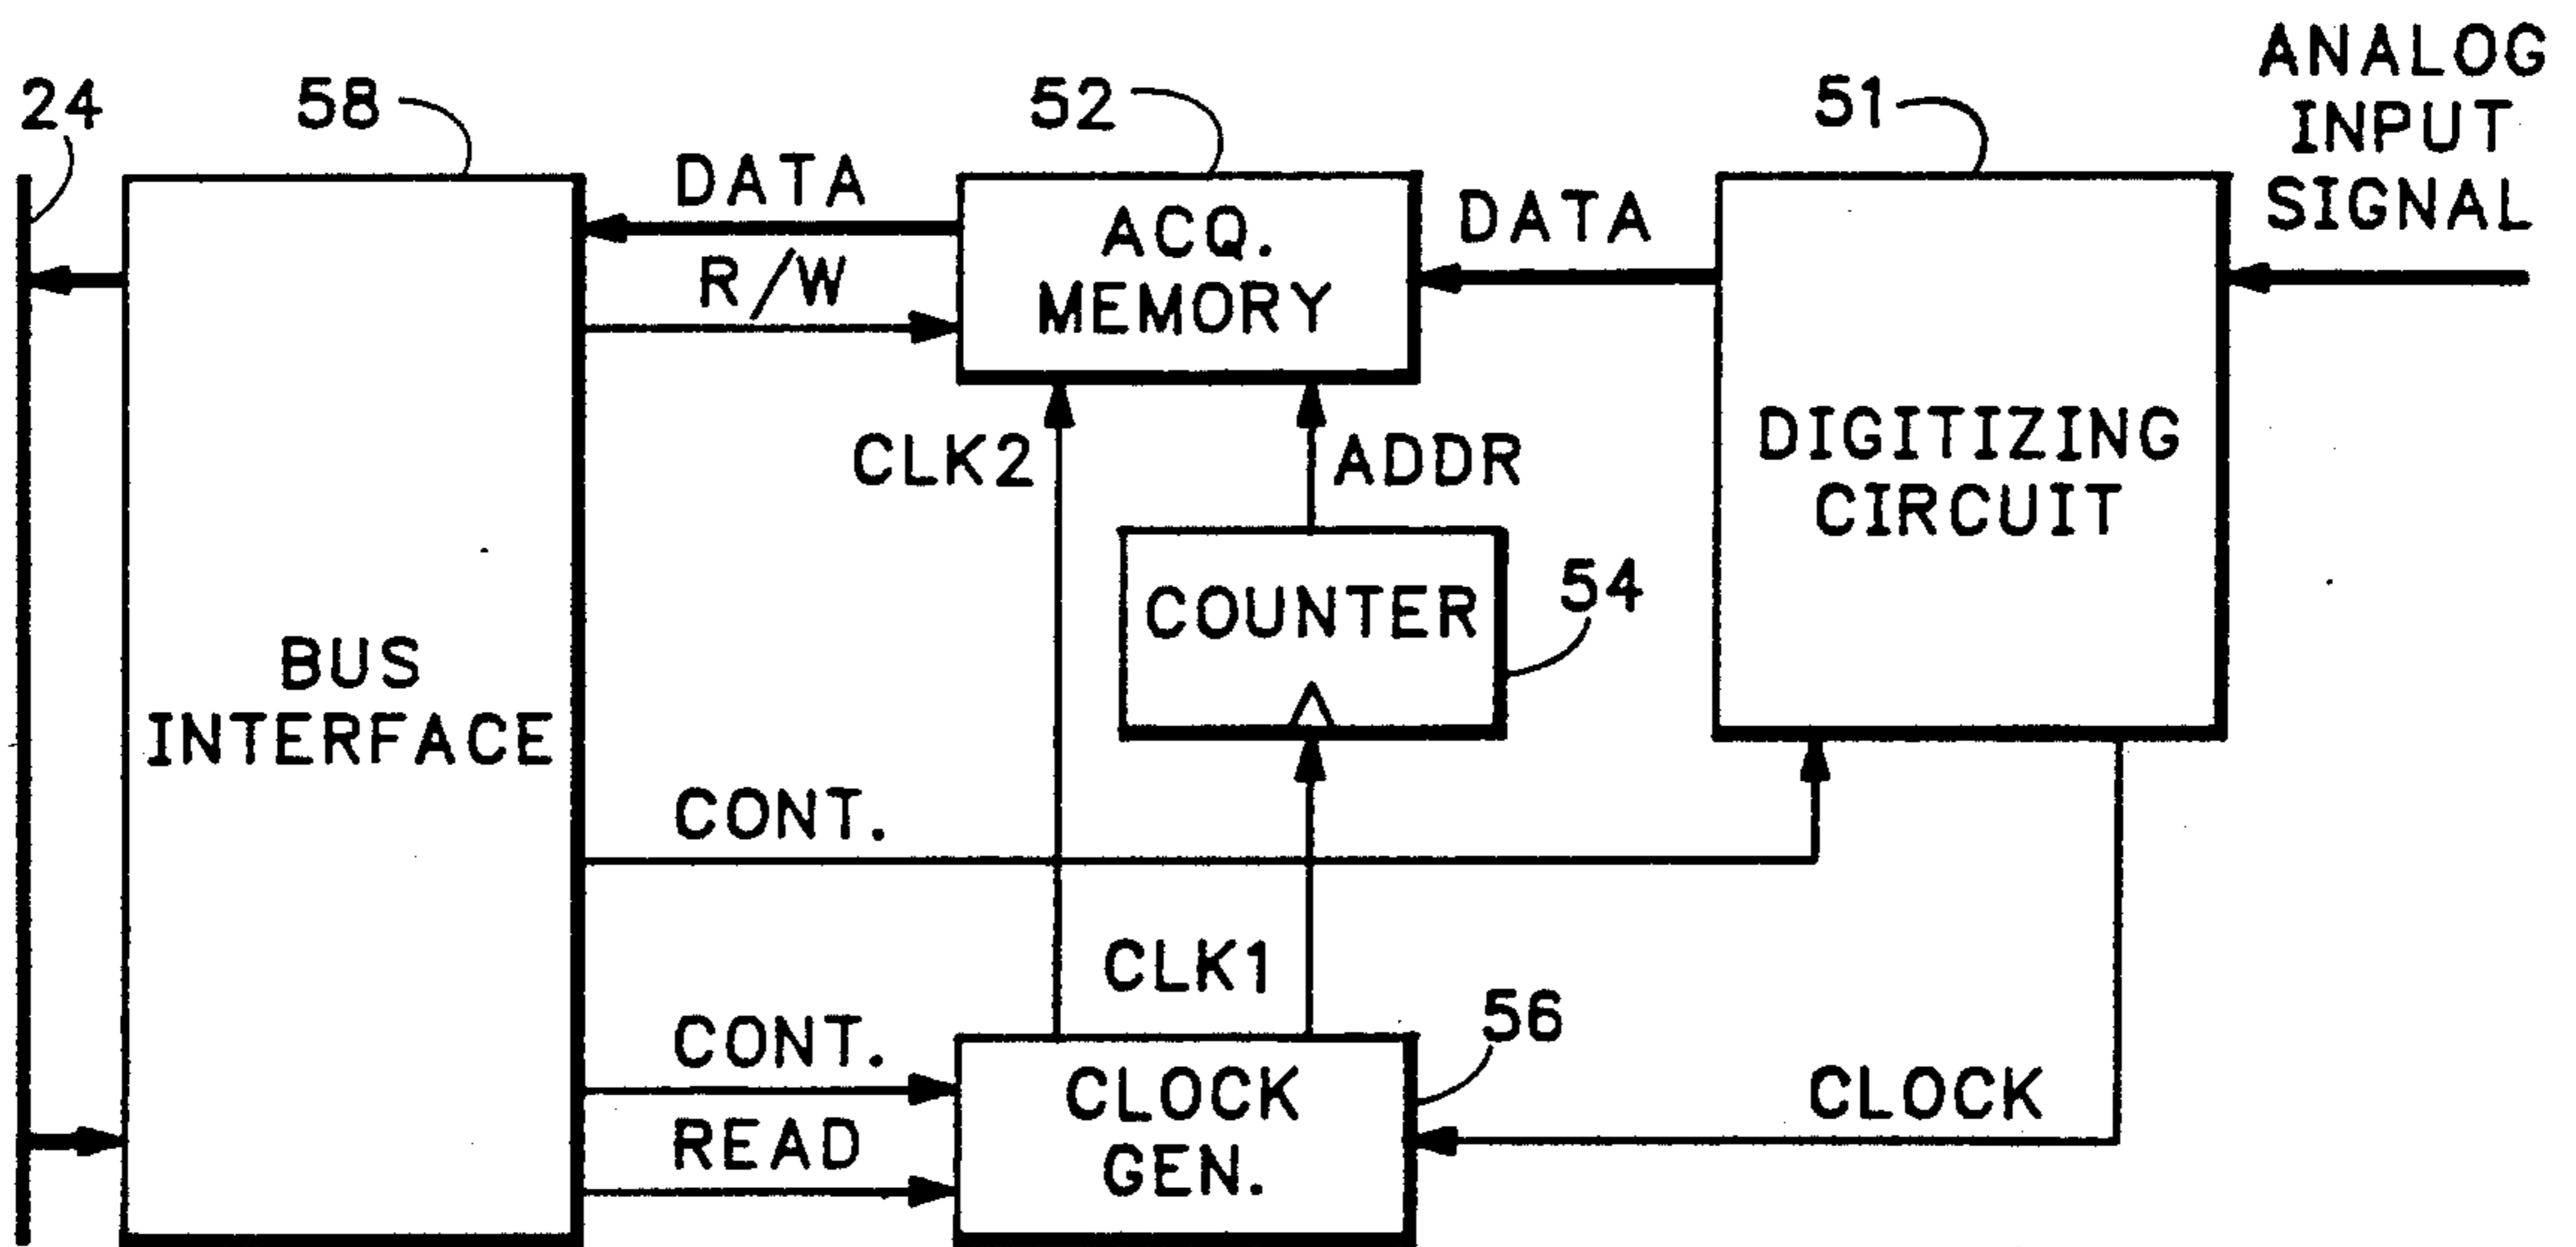 24
58
52
51
ANALOG
INPUT
SIGNAL
DATA
R/W
ACQ.
MEMORY
DATA
CLK2
ADDR
DIGITIZING
CIRCUIT
COUNTER
54
BUS
INTERFACE
CONT.
CLK1
56
CONT.
READ
CLOCK
GEN.
CLOCK